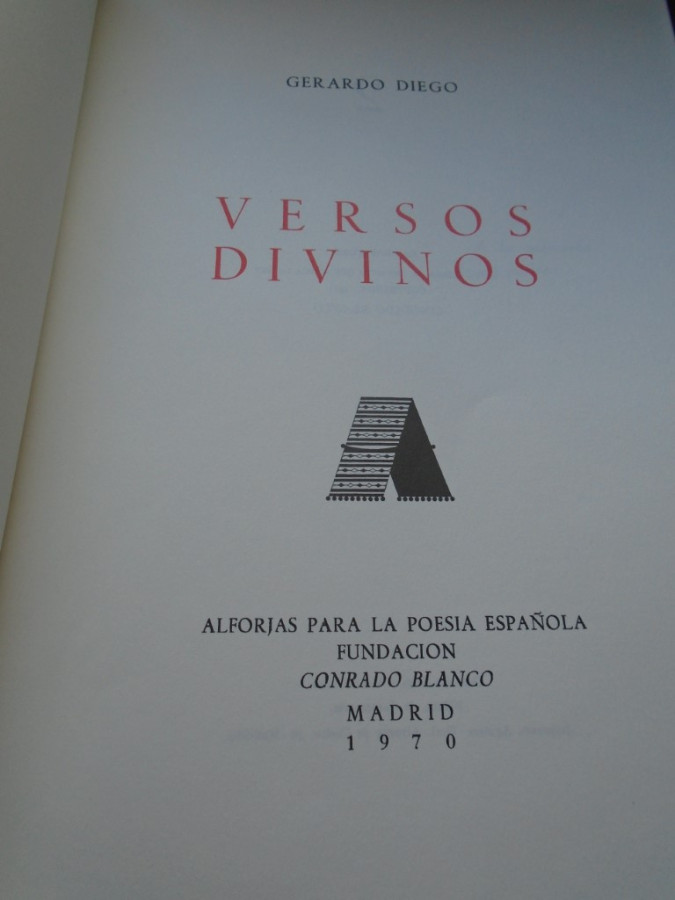 GERARDO DIEGO
VERSOS
DIVINOS
ALFORJAS PARA LA POESIA ESPAÑOLA
FUNDACION
CONRADO BLANCO
MADRID
1970